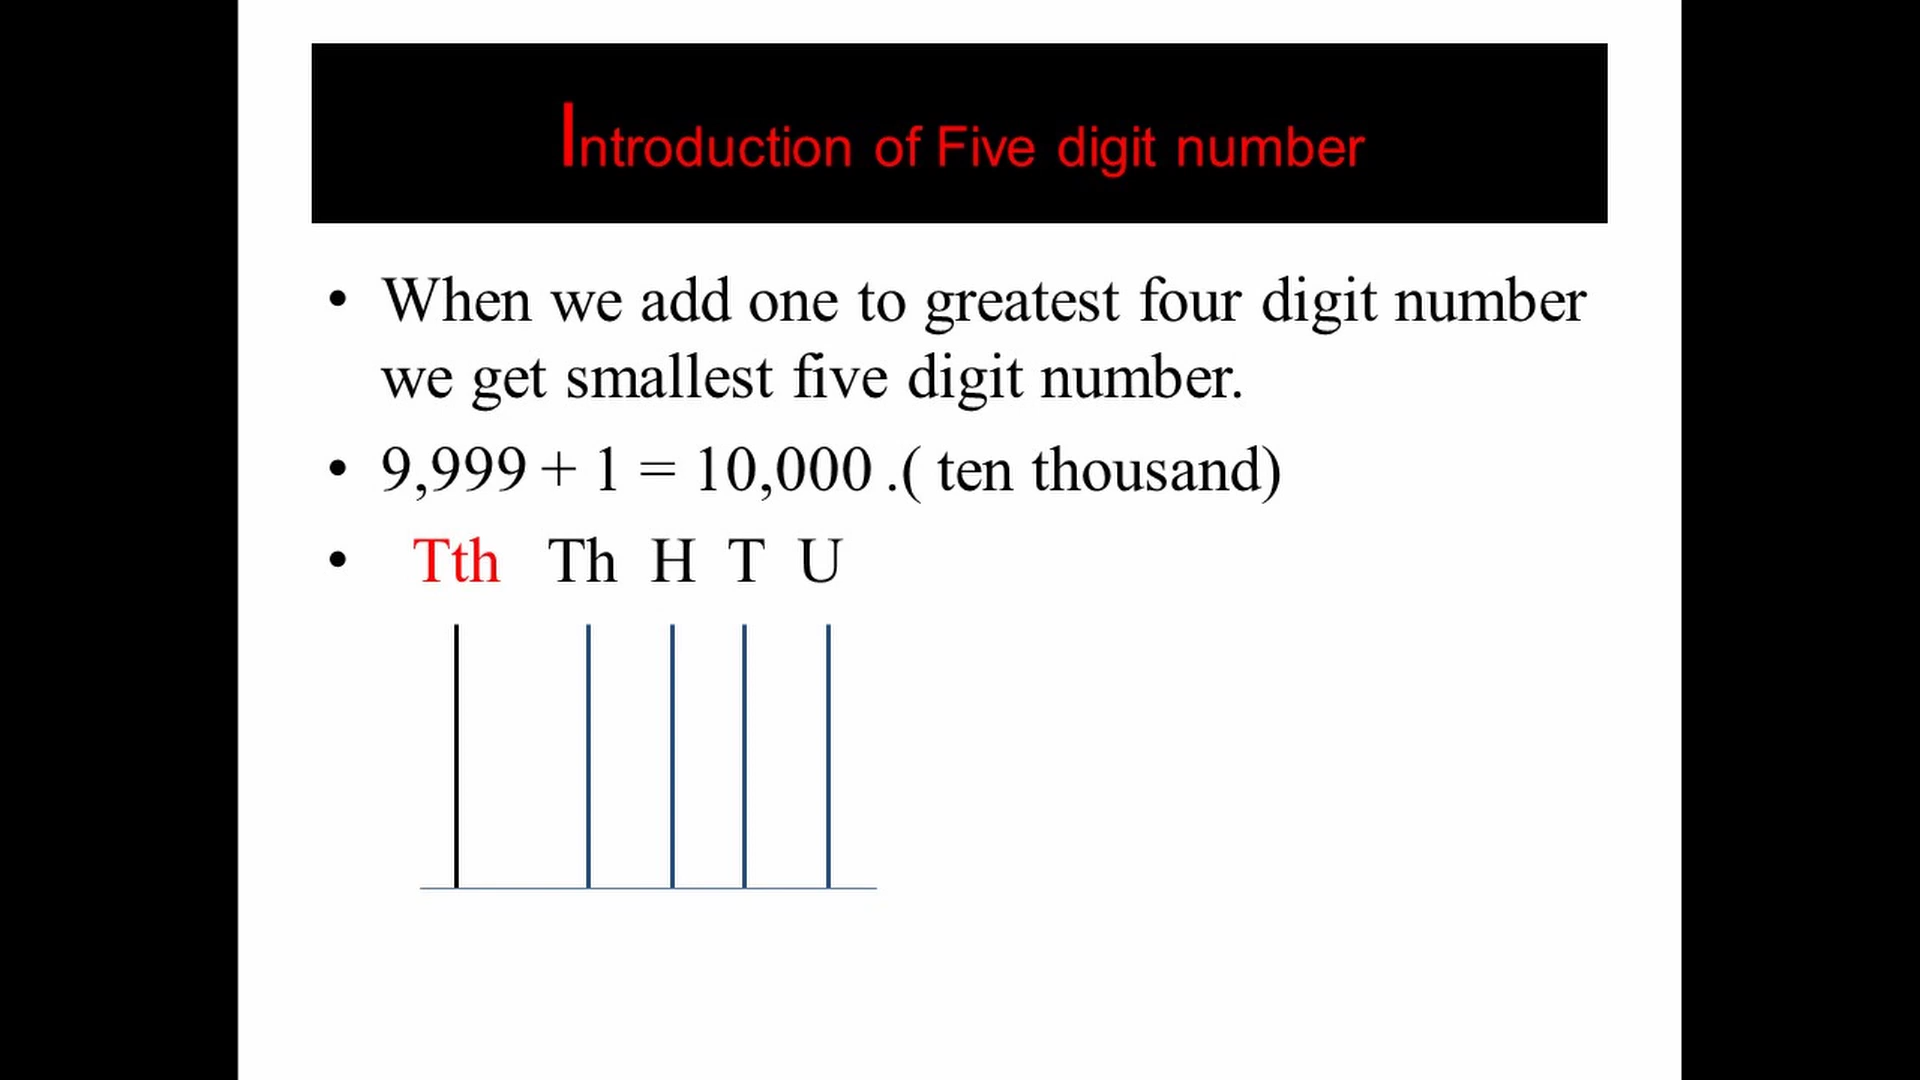 Introduction of Five digit number
• When we add one to greatest four digit number
we get smallest five digit number.
• 9,999 + 1 = 10,000 .( ten thousand)
• Tth Th H T U